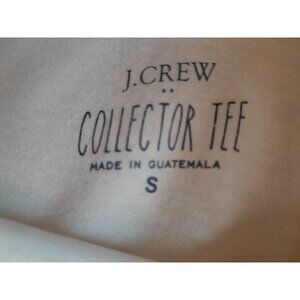 J.CREW
COLLECTOR TEE
MADE IN GUATEMALA
S